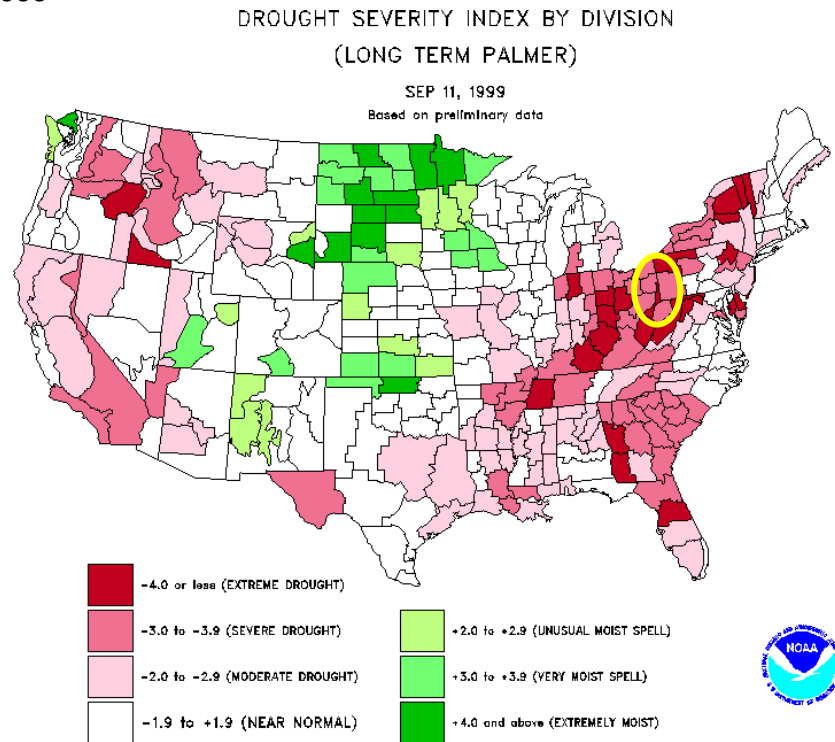 DROUGHT SEVERITY INDEX BY DIVISION
(LONG TERM PALMER)
SEP 11, 1999
Based on preliminary data
-4.0 or less (EXTREME DROUGHT)
-3.0 to -3.9 (SEVERE DROUGHT)
-2.0 to -2.9 (MODERATE DROUGHT)
-1.9 to +1.9 (NEAR NORMAL)
+2.0 to +2.9 (UNUSUAL MOIST SPELL)
+3.0 to +3.9 (VERY MOIST SPELL)
+4.0 and above (EXTREMELY MOIST)
NOAA